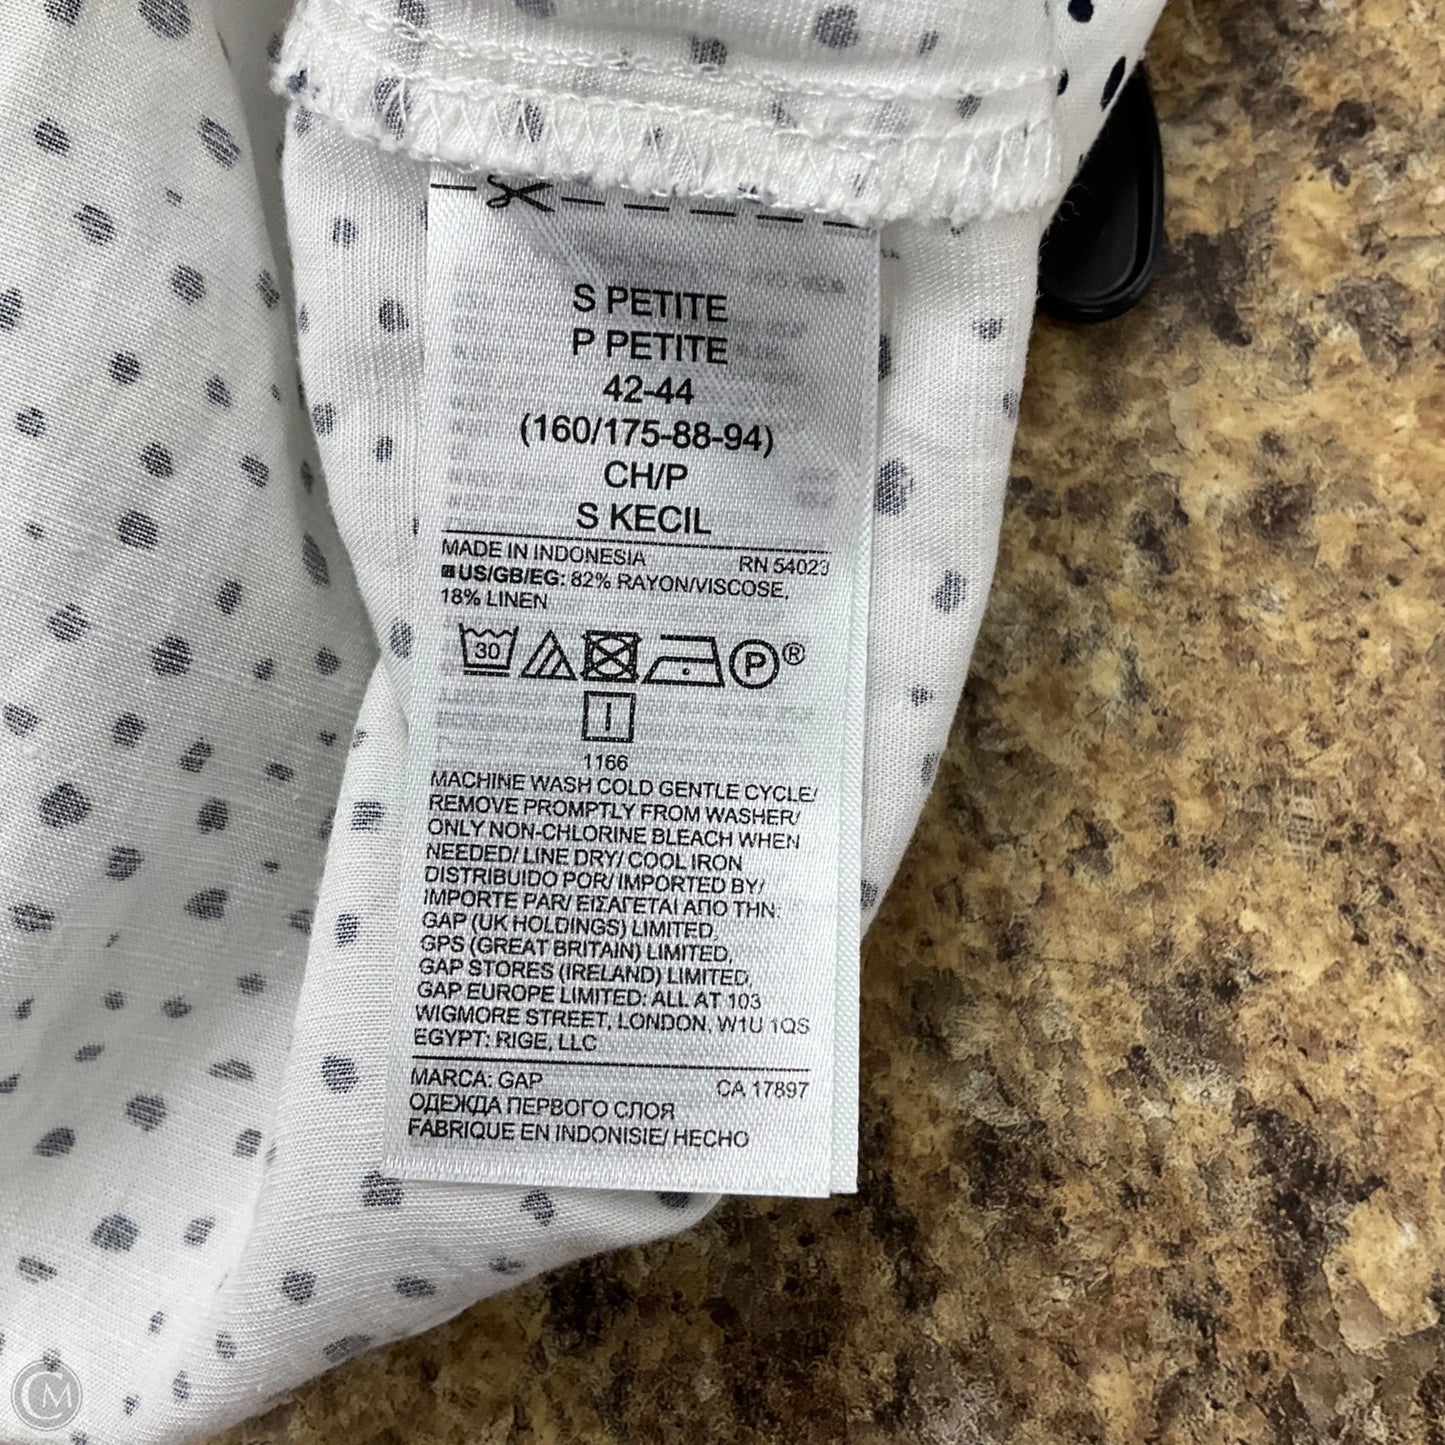 S PETITE
P PETITE
42-44
(160/175-88-94)
CH/P
S KECIL
MADE IN INDONESIA RN 54023
US/GB/EG: 82% RAYON/VISCOSE,
18% LINEN
30 P ®
I
1166
MACHINE WASH COLD GENTLE CYCLE/
REMOVE PROMPTLY FROM WASHER/
ONLY NON-CHLORINE BLEACH WHEN
NEEDED/ LINE DRY/ COOL IRON
DISTRIBUIDO POR/ IMPORTED BY/
IMPORTE PAR/ ΕΙΣΑΓΕΤΑΙ ΑΠΟ ΤΗΝ:
GAP (UK HOLDINGS) LIMITED,
GPS (GREAT BRITAIN) LIMITED,
GAP STORES (IRELAND) LIMITED,
GAP EUROPE LIMITED: ALL AT 103
WIGMORE STREET, LONDON, W1U 1QS
EGYPT: RIGE, LLC
MARCA: GAP CA 17897
ОДЕЖДА ПЕРВОГО СЛОЯ
FABRIQUE EN INDONISIE/ HECHO
CM